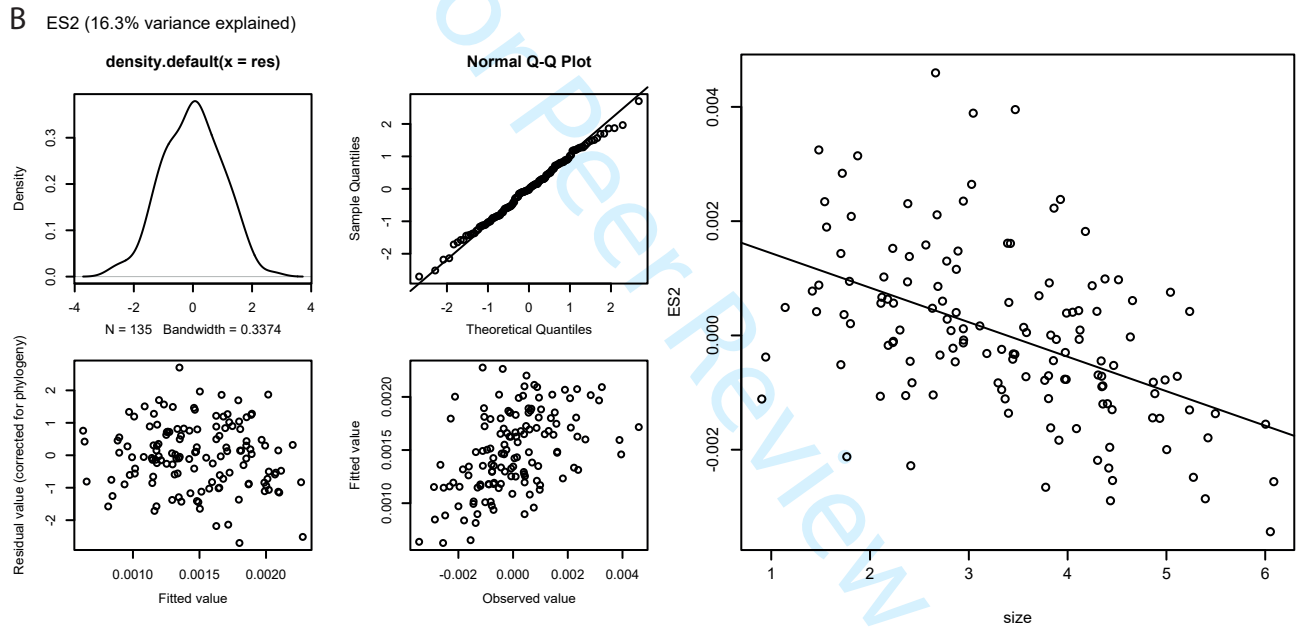 B ES2 (16.3% variance explained)
density.default(x = res)
Density
0.0 0.1 0.2 0.3
-4 -2 0 2 4
N = 135 Bandwidth = 0.3374
Normal Q-Q Plot
Sample Quantiles
-2 -1 0 1 2
-2 -1 0 1 2
Theoretical Quantiles
Residual value (corrected for phylogeny)
-2 -1 0 1 2
0.0010 0.0015 0.0020
Fitted value
Fitted value
0.0010 0.0015 0.0020
-0.002 0.000 0.002 0.004
Observed value
ES2
-0.002 0.000 0.002 0.004
1 2 3 4 5 6
size
or Peer Review